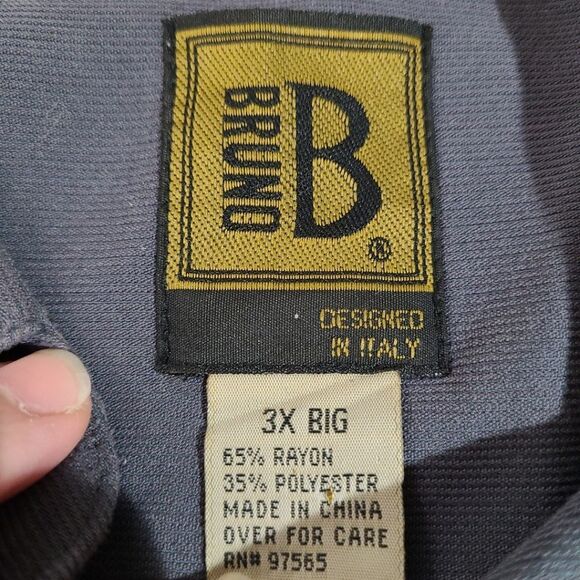 BRUNO
B
®
DESIGNED
IN ITALY
3X BIG
65% RAYON
35% POLYESTER
MADE IN CHINA
OVER FOR CARE
RN# 97565